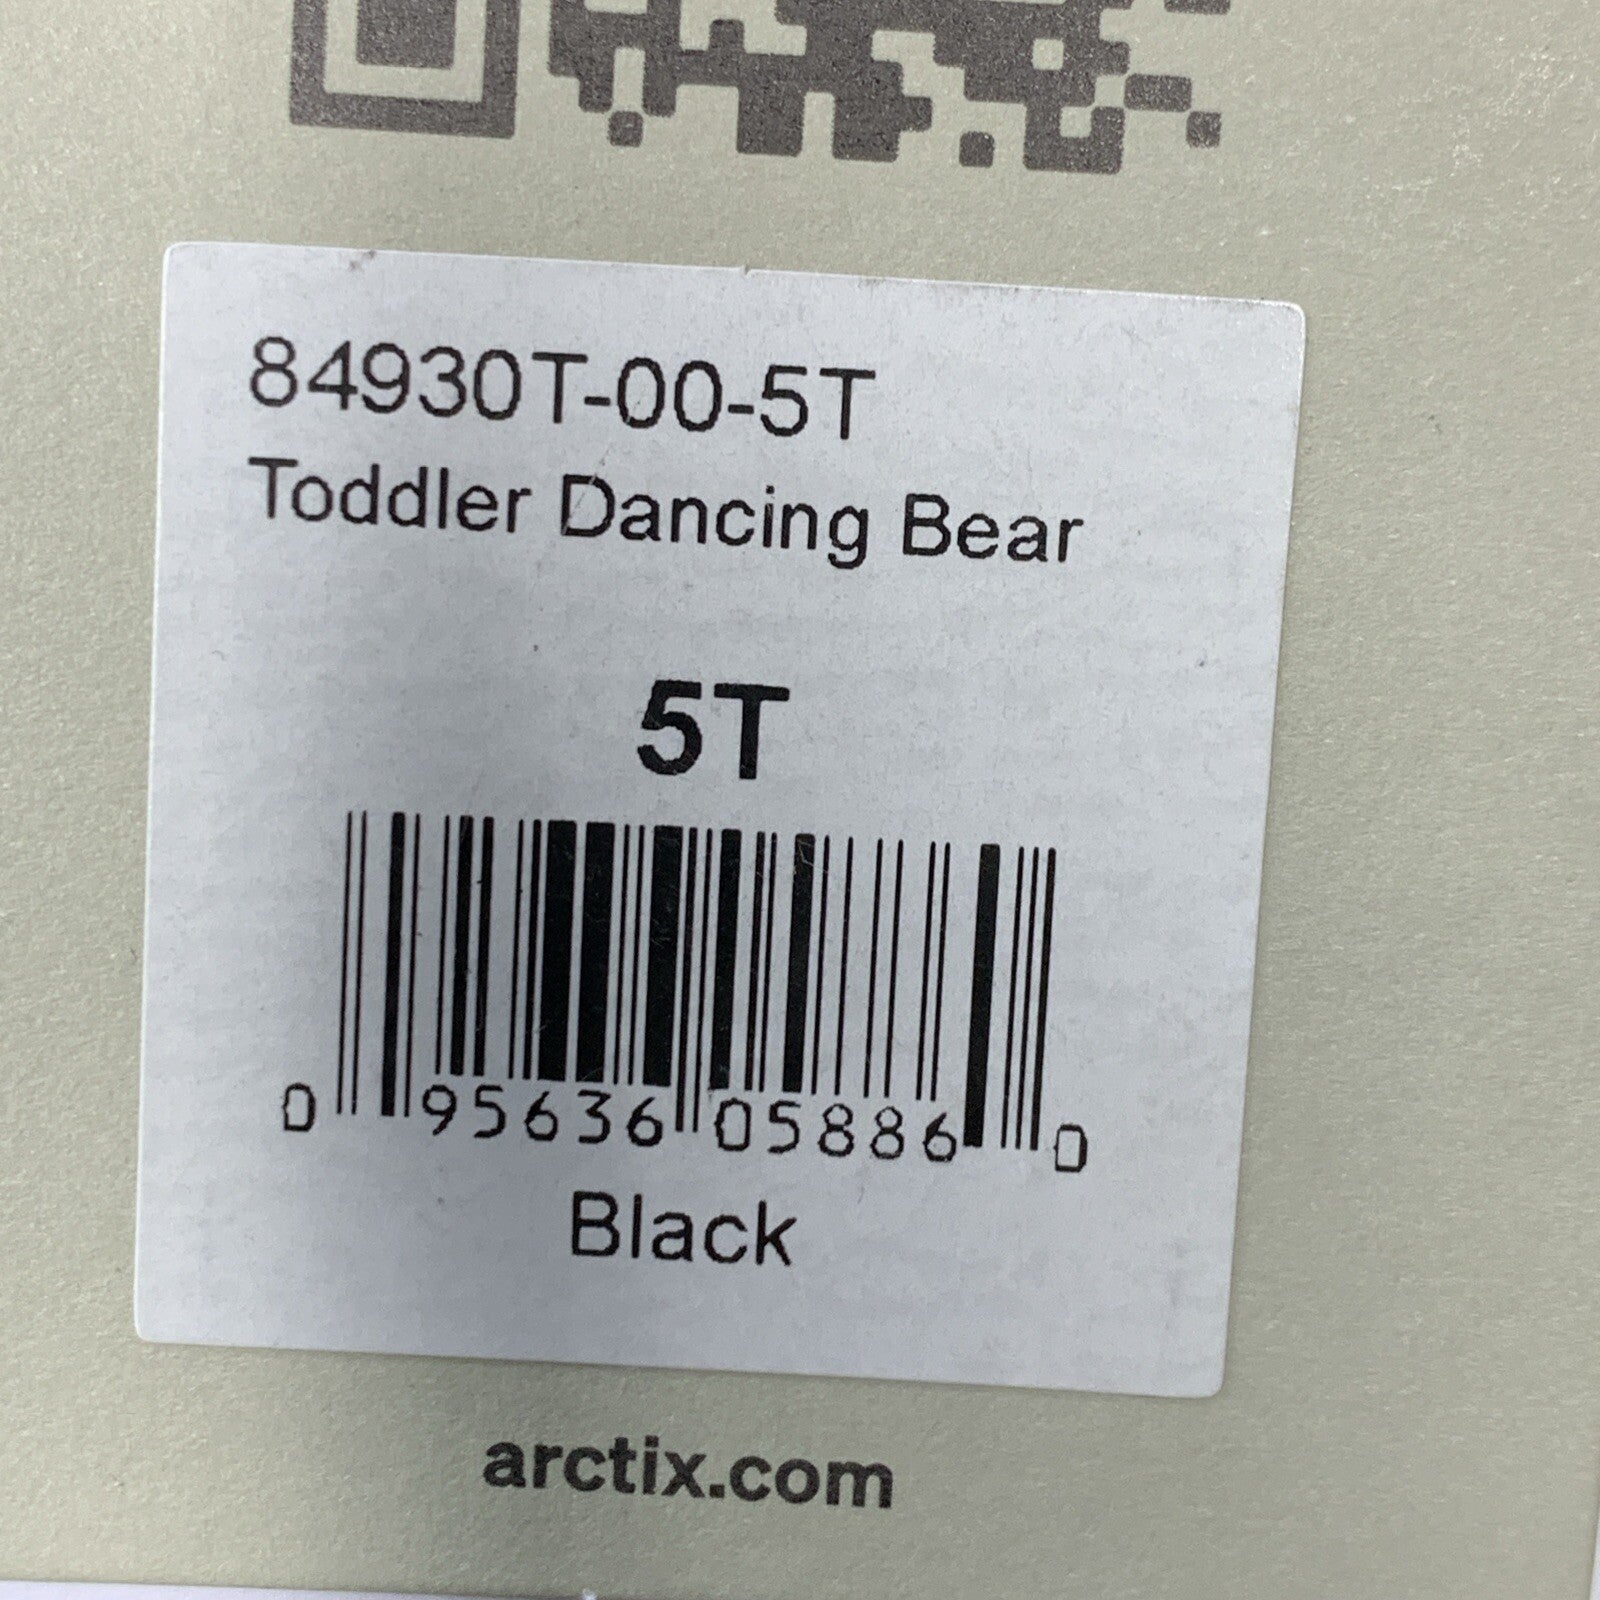 84930T-00-5T
Toddler Dancing Bear
5T
0 95636 05886 0
Black
arctix.com